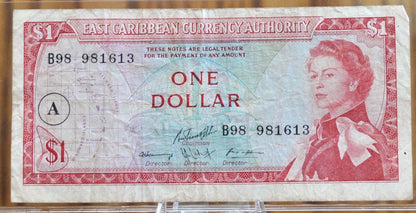 EAST CARIBBEAN CURRENCY AUTHORITY
$1 $1
THESE NOTES ARE LEGAL TENDER
FOR THE PAYMENT OF ANY AMOUNT
B98 981613
ONE
DOLLAR
A
B98 981613
Chairman
$1
Director Director Director